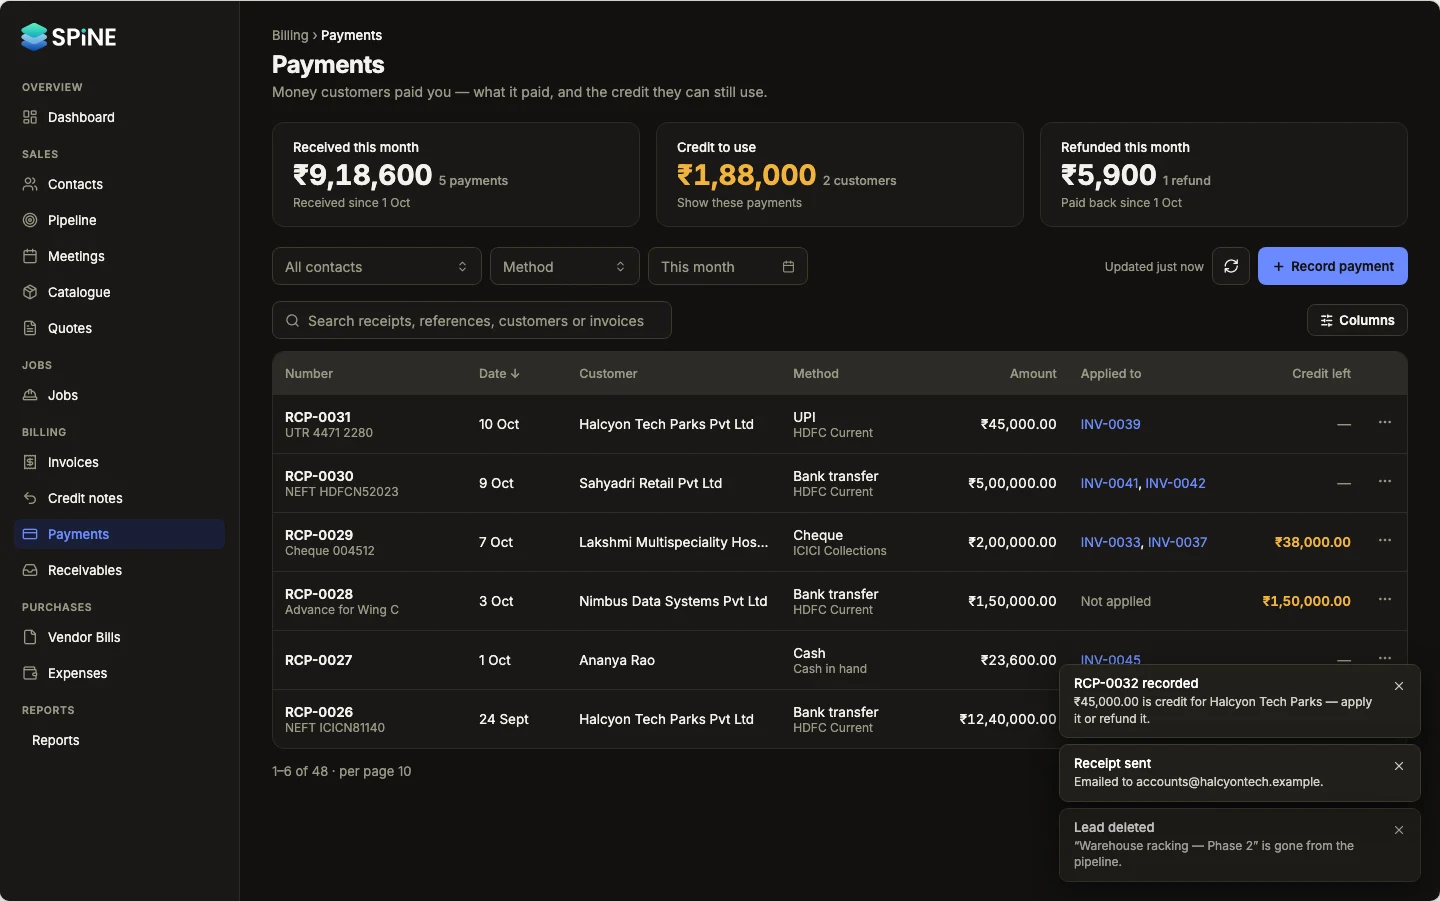 SPiNE
OVERVIEW
Dashboard
SALES
Contacts
Pipeline
Meetings
Catalogue
Quotes
JOBS
Jobs
BILLING
Invoices
Credit notes
Payments
Receivables
PURCHASES
Vendor Bills
Expenses
REPORTS
Reports
Billing › Payments
Payments
Money customers paid you — what it paid, and the credit they can still use.
Received this month
₹9,18,600 5 payments
Received since 1 Oct
Credit to use
₹1,88,000 2 customers
Show these payments
Refunded this month
₹5,900 1 refund
Paid back since 1 Oct
All contacts
Method
This month
Updated just now
+ Record payment
Search receipts, references, customers or invoices
Columns
Number Date ↓ Customer Method Amount Applied to Credit left
RCP-0031 10 Oct Halcyon Tech Parks Pvt Ltd UPI ₹45,000.00 INV-0039 — ···
UTR 4471 2280 HDFC Current
RCP-0030 9 Oct Sahyadri Retail Pvt Ltd Bank transfer ₹5,00,000.00 INV-0041, INV-0042 — ···
NEFT HDFCN52023 HDFC Current
RCP-0029 7 Oct Lakshmi Multispeciality Hos... Cheque ₹2,00,000.00 INV-0033, INV-0037 ₹38,000.00 ···
Cheque 004512 ICICI Collections
RCP-0028 3 Oct Nimbus Data Systems Pvt Ltd Bank transfer ₹1,50,000.00 Not applied ₹1,50,000.00 ···
Advance for Wing C HDFC Current
RCP-0027 1 Oct Ananya Rao Cash ₹23,600.00 INV-0045 — ···
Cash in hand
RCP-0026 24 Sept Halcyon Tech Parks Pvt Ltd Bank transfer ₹12,40,000.00
NEFT ICICN81140 HDFC Current
1–6 of 48 · per page 10
RCP-0032 recorded
₹45,000.00 is credit for Halcyon Tech Parks — apply
it or refund it.
Receipt sent
Emailed to accounts@halcyontech.example.
Lead deleted
"Warehouse racking — Phase 2" is gone from the
pipeline.